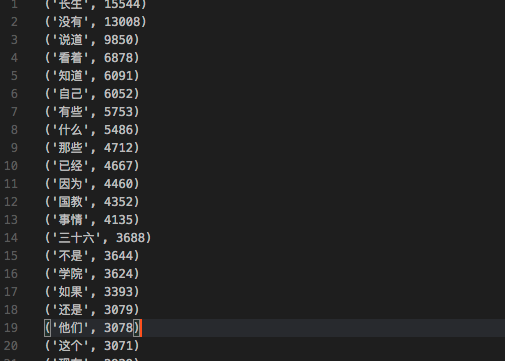 1 ('长生', 15544)
2 ('没有', 13008)
3 ('说道', 9850)
4 ('看着', 6878)
5 ('知道', 6091)
6 ('自己', 6052)
7 ('有些', 5753)
8 ('什么', 5486)
9 ('那些', 4712)
10 ('已经', 4667)
11 ('因为', 4460)
12 ('国教', 4352)
13 ('事情', 4135)
14 ('三十六', 3688)
15 ('不是', 3644)
16 ('学院', 3624)
17 ('如果', 3393)
18 ('还是', 3079)
19 ('他们', 3078)
20 ('这个', 3071)